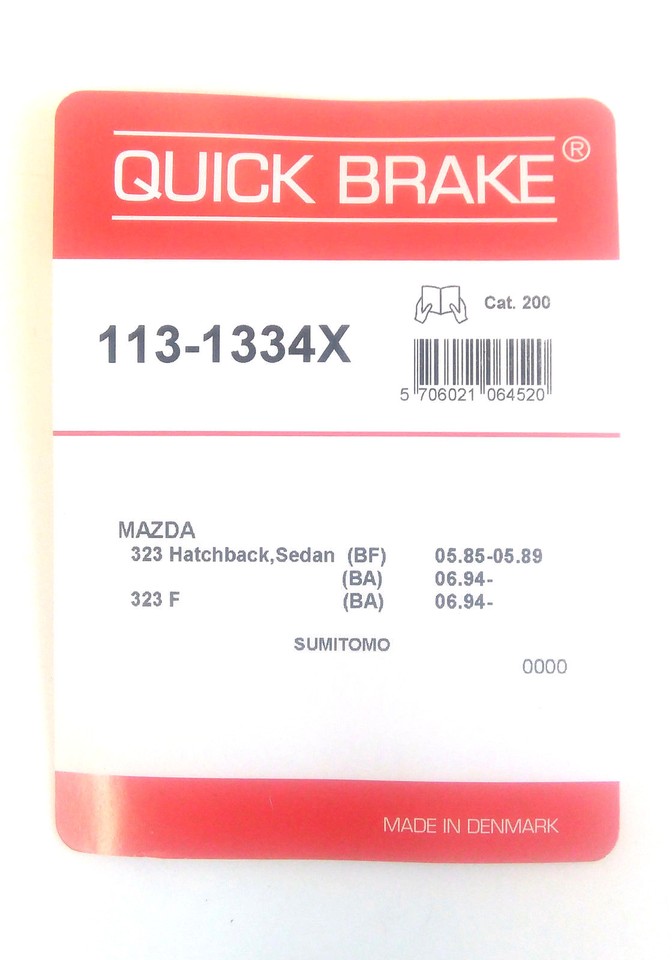 QUICK BRAKE®
Cat. 200
113-1334X
5 706021 064520
MAZDA
323 Hatchback,Sedan (BF) 05.85-05.89
(BA) 06.94-
323 F (BA) 06.94-
SUMITOMO
0000
MADE IN DENMARK